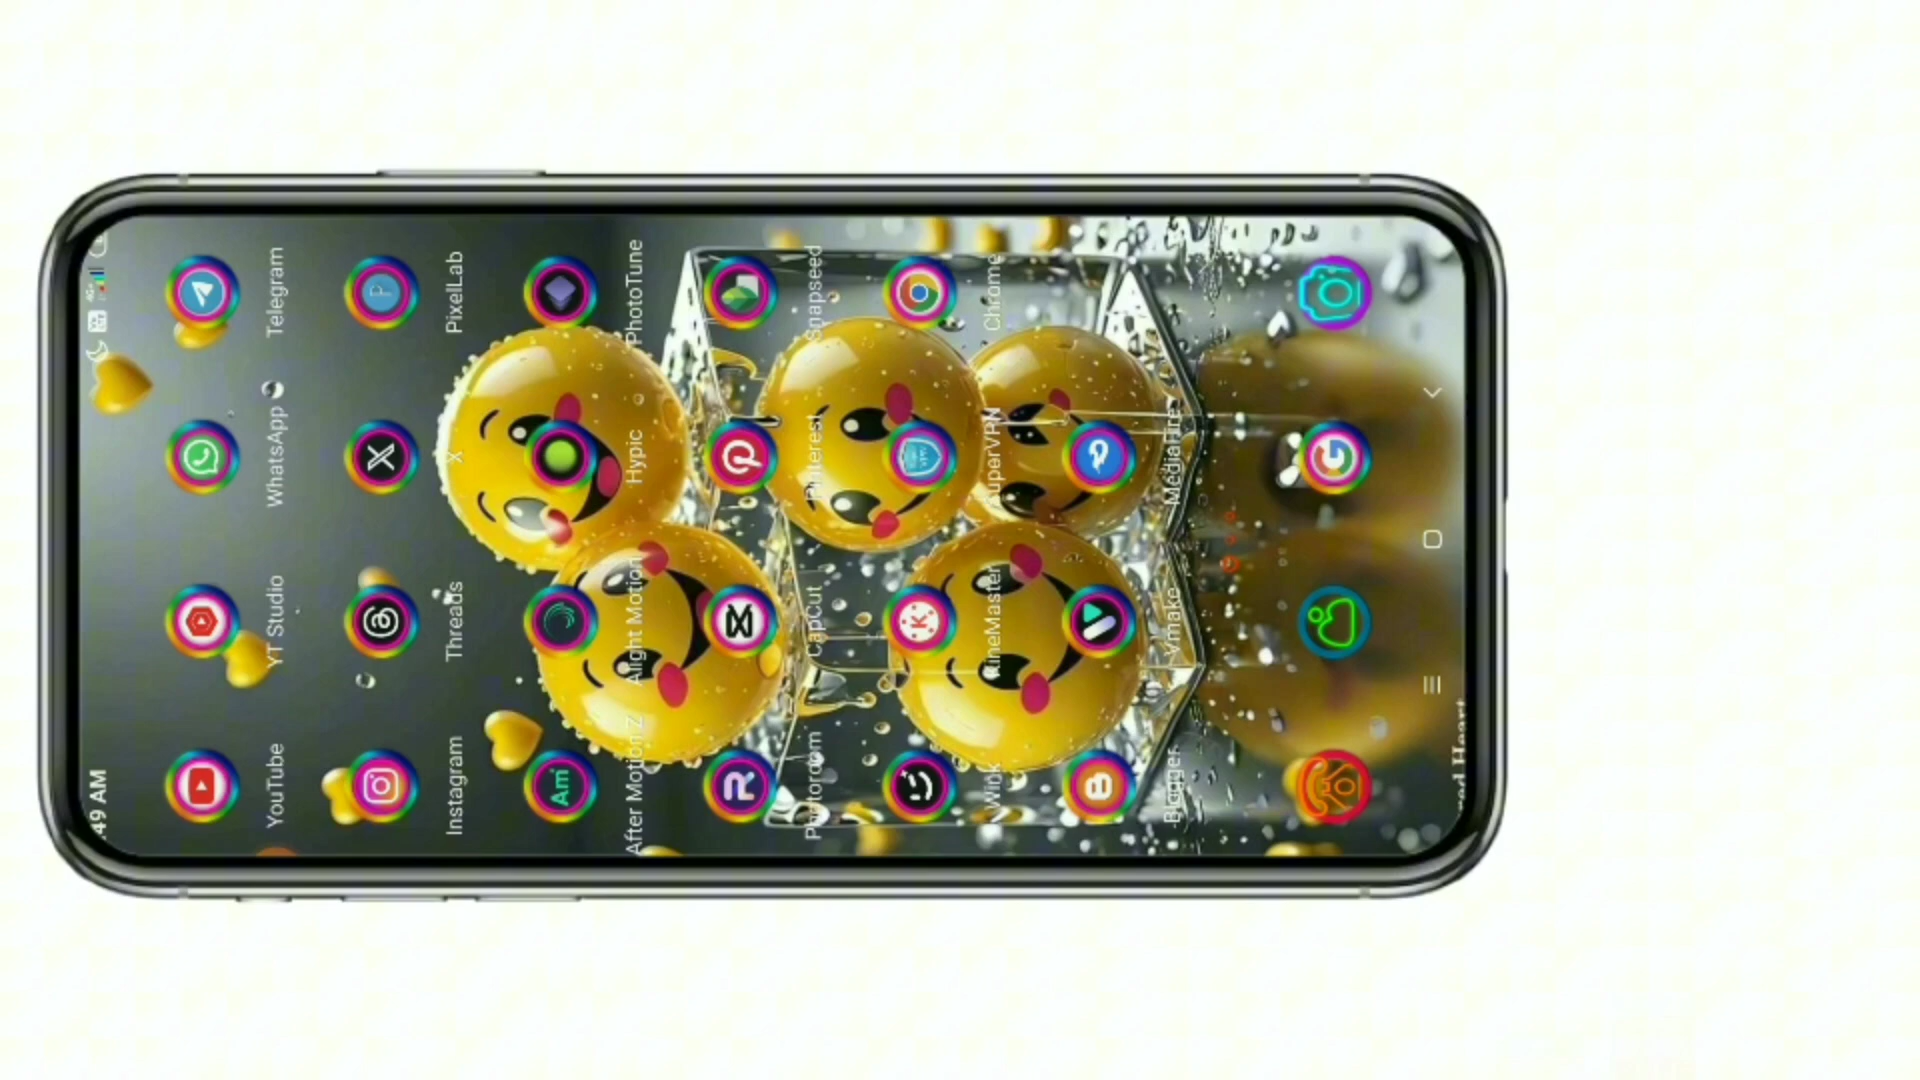 :49 AM
YouTube YT Studio WhatsApp Telegram
Instagram Threads X PixelLab
Am
After Motion Z Alight Motion Hypic PhotoTune
Photoroom CapCut Pinterest Snapseed
Wink KineMaster SuperVPN Chrome
Blogger Vmake MediaFire